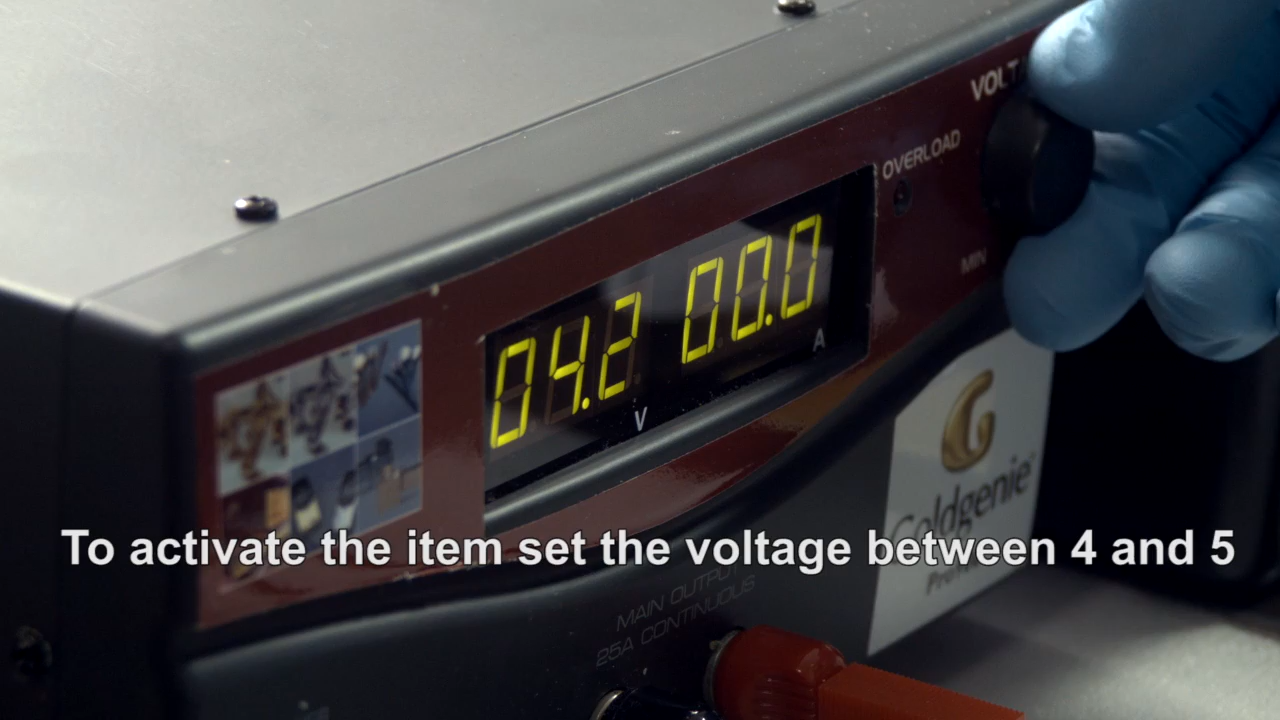 VOLT
OVERLOAD
MIN
04.2 00.0
A
V
G
Goldgenie
To activate the item set the voltage between 4 and 5
MAIN OUTPUT
25A CONTINUOUS